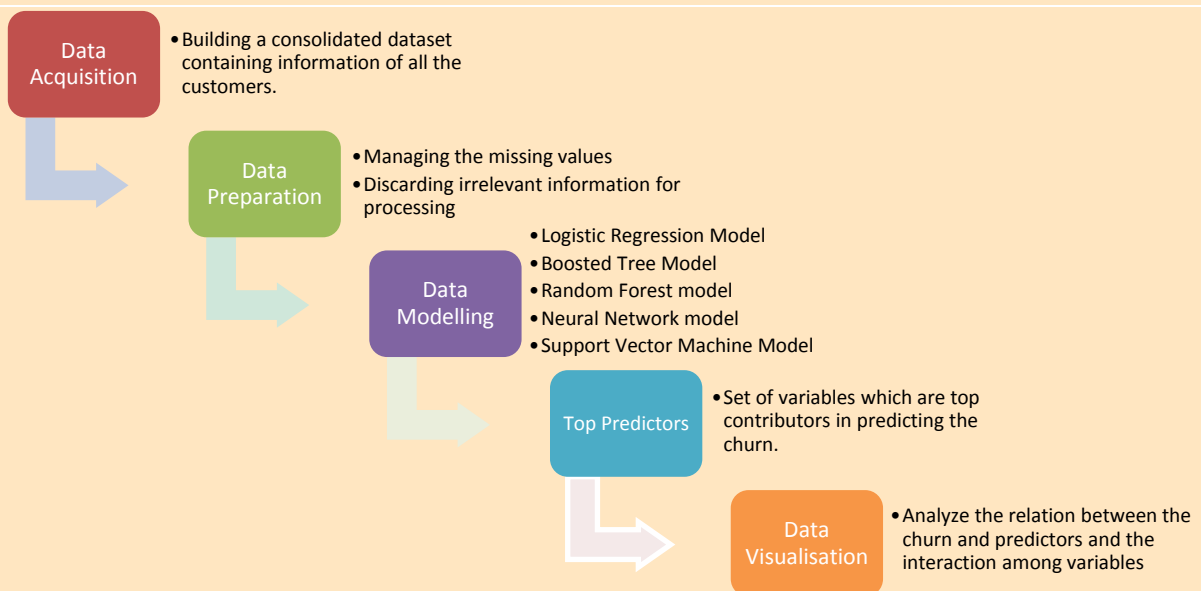 Data
Acquisition
•Building a consolidated dataset
containing information of all the
customers.
Data
Preparation
•Managing the missing values
•Discarding irrelevant information for
processing
Data
Modelling
•Logistic Regression Model
•Boosted Tree Model
•Random Forest model
•Neural Network model
•Support Vector Machine Model
Top Predictors
•Set of variables which are top
contributors in predicting the
churn.
Data
Visualisation
•Analyze the relation between the
churn and predictors and the
interaction among variables